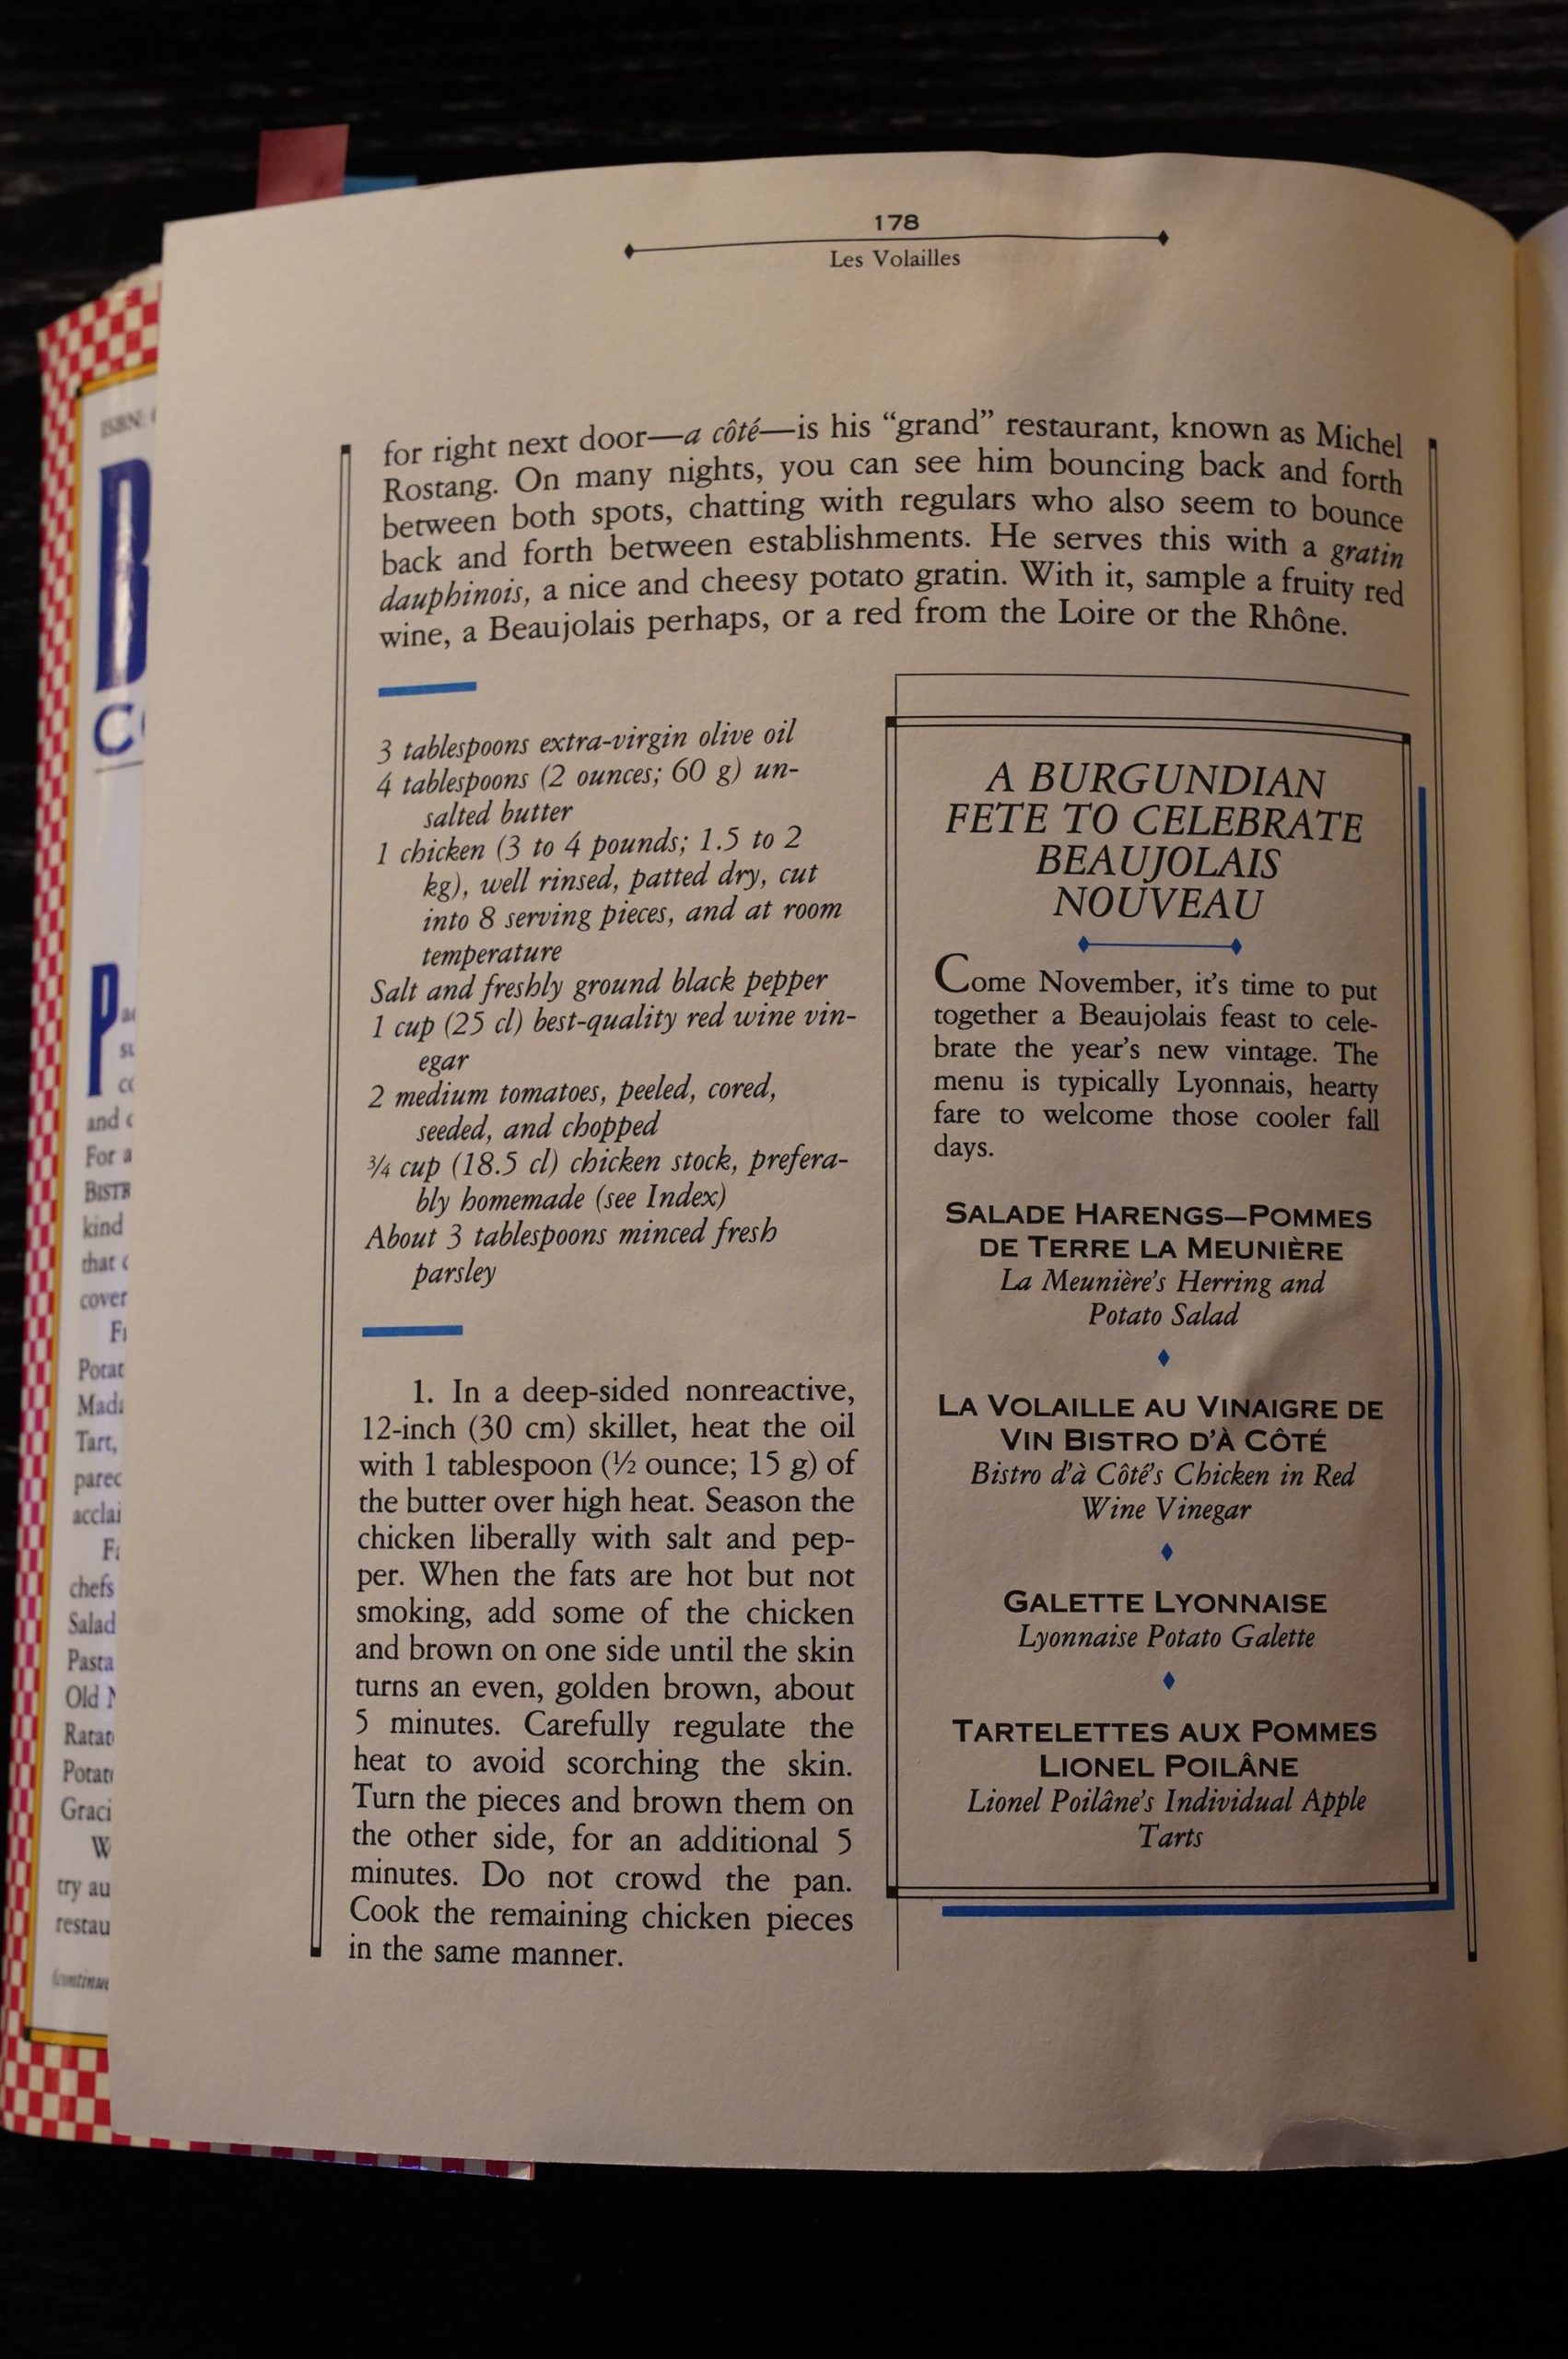 178
Les Volailles
for right next door—a côté—is his “grand” restaurant, known as Michel
Rostang. On many nights, you can see him bouncing back and forth
between both spots, chatting with regulars who also seem to bounce
back and forth between establishments. He serves this with a gratin
dauphinois, a nice and cheesy potato gratin. With it, sample a fruity red
wine, a Beaujolais perhaps, or a red from the Loire or the Rhône.
3 tablespoons extra-virgin olive oil
4 tablespoons (2 ounces; 60 g) un-
salted butter
1 chicken (3 to 4 pounds; 1.5 to 2
kg), well rinsed, patted dry, cut
into 8 serving pieces, and at room
temperature
Salt and freshly ground black pepper
1 cup (25 cl) best-quality red wine vin-
egar
2 medium tomatoes, peeled, cored,
seeded, and chopped
¾ cup (18.5 cl) chicken stock, prefera-
bly homemade (see Index)
About 3 tablespoons minced fresh
parsley
1. In a deep-sided nonreactive,
12-inch (30 cm) skillet, heat the oil
with 1 tablespoon (½ ounce; 15 g) of
the butter over high heat. Season the
chicken liberally with salt and pep-
per. When the fats are hot but not
smoking, add some of the chicken
and brown on one side until the skin
turns an even, golden brown, about
5 minutes. Carefully regulate the
heat to avoid scorching the skin.
Turn the pieces and brown them on
the other side, for an additional 5
minutes. Do not crowd the pan.
Cook the remaining chicken pieces
in the same manner.
A BURGUNDIAN
FETE TO CELEBRATE
BEAUJOLAIS
NOUVEAU
Come November, it’s time to put
together a Beaujolais feast to cele-
brate the year’s new vintage. The
menu is typically Lyonnais, hearty
fare to welcome those cooler fall
days.
SALADE HARENGS—POMMES
DE TERRE LA MEUNIÈRE
La Meunière’s Herring and
Potato Salad
LA VOLAILLE AU VINAIGRE DE
VIN BISTRO D’À CÔTÉ
Bistro d’à Côté’s Chicken in Red
Wine Vinegar
GALETTE LYONNAISE
Lyonnaise Potato Galette
TARTELETTES AUX POMMES
LIONEL POILÂNE
Lionel Poilâne’s Individual Apple
Tarts
ISBN:
and
For a
kind
that
cover
Tart,
chefs
Salad
Pasta
Old
try au